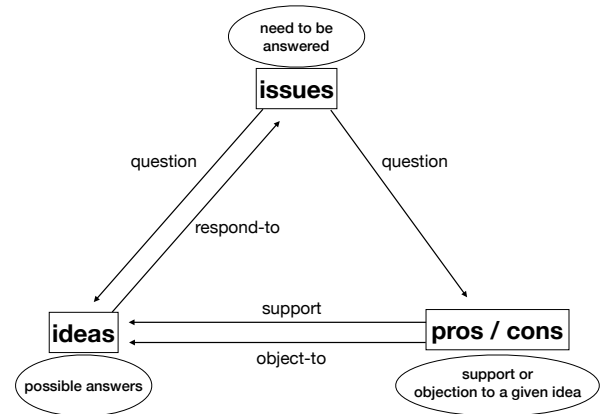 need to be
answered
issues
question
question
respond-to
support
ideas
pros / cons
object-to
possible answers
support or
objection to a given idea